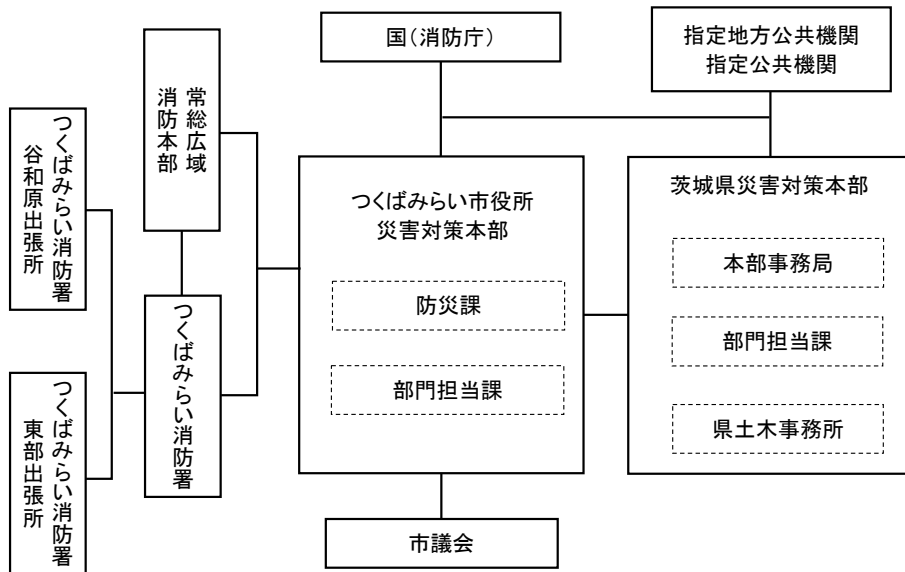 国(消防庁)
指定地方公共機関
指定公共機関
常総広域
消防本部
つくばみらい消防署
谷和原出張所
つくばみらい市役所
災害対策本部
防災課
部門担当課
茨城県災害対策本部
本部事務局
部門担当課
県土木事務所
つくばみらい消防署
つくばみらい消防署
東部出張所
市議会